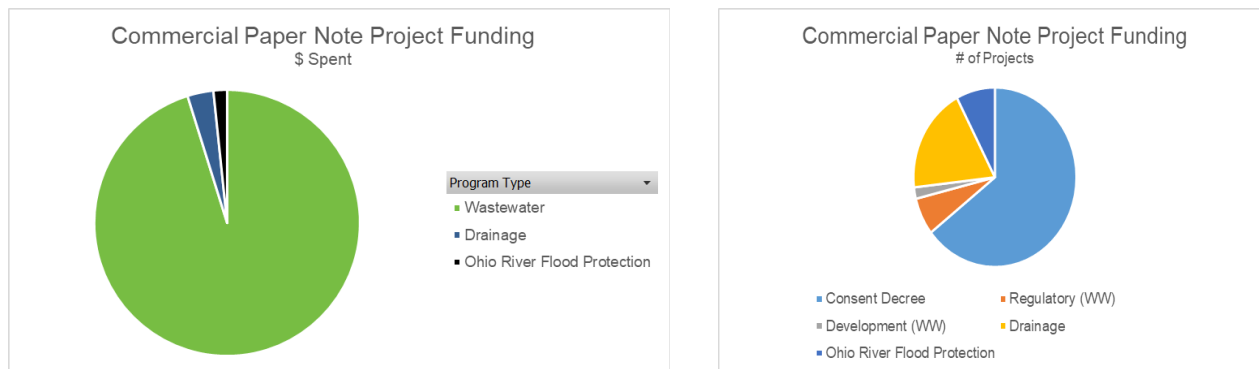 Commercial Paper Note Project Funding
$ Spent
Program Type
Wastewater
Drainage
Ohio River Flood Protection
Commercial Paper Note Project Funding
# of Projects
Consent Decree
Regulatory (WW)
Development (WW)
Drainage
Ohio River Flood Protection